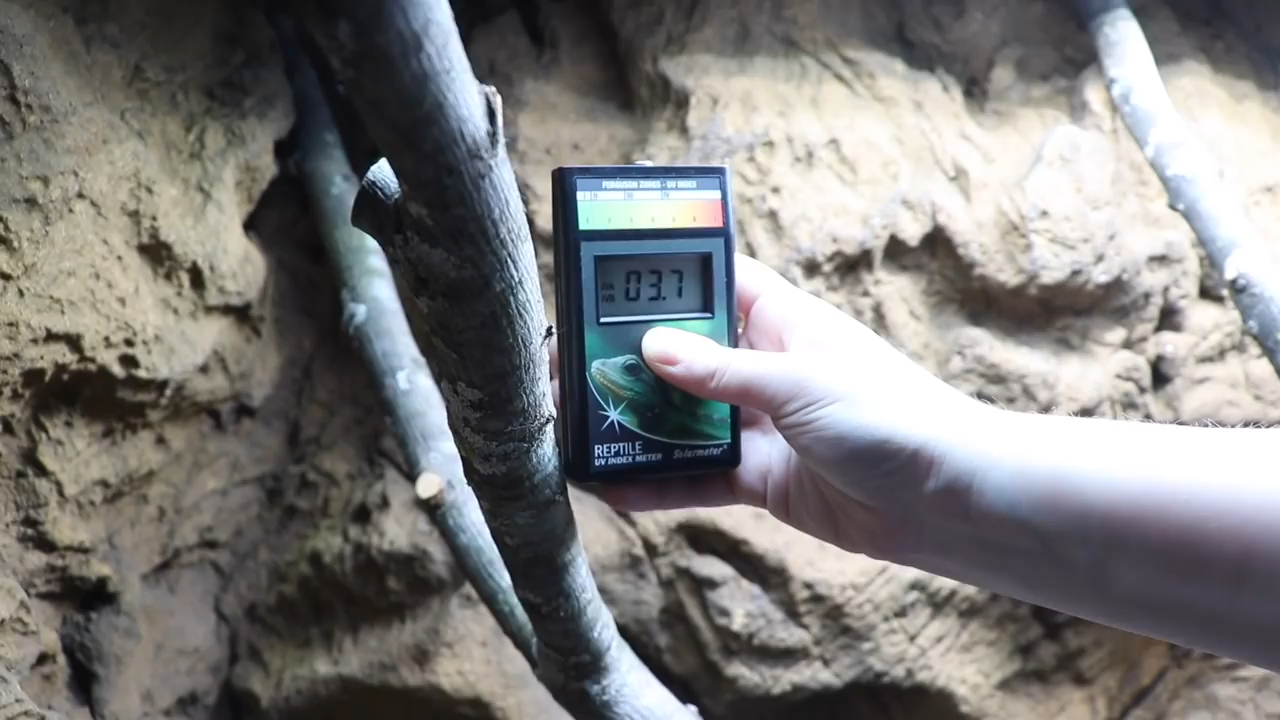 FERGUSON ZONES - UV INDEX
03.7
REPTILE
UV INDEX METER Solarmeter®